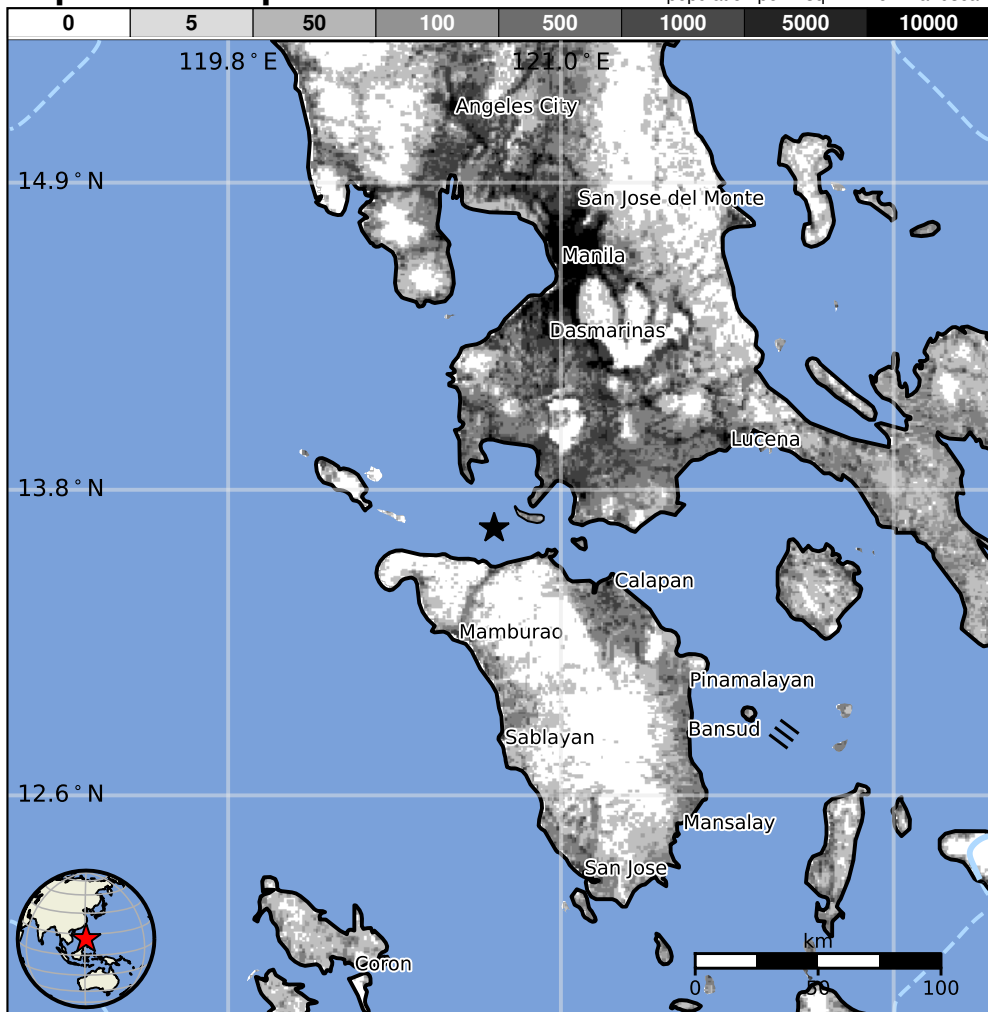 0 5 50 100 500 1000 5000 10000
119.8°E 121.0°E
Angeles City
14.9°N
San Jose del Monte
Manila
Dasmarinas
Lucena
13.8°N
Calapan
Mamburao
Pinamalayan
Bansud
Sablayan
12.6°N
Mansalay
San Jose
km
Coron
0 50 100